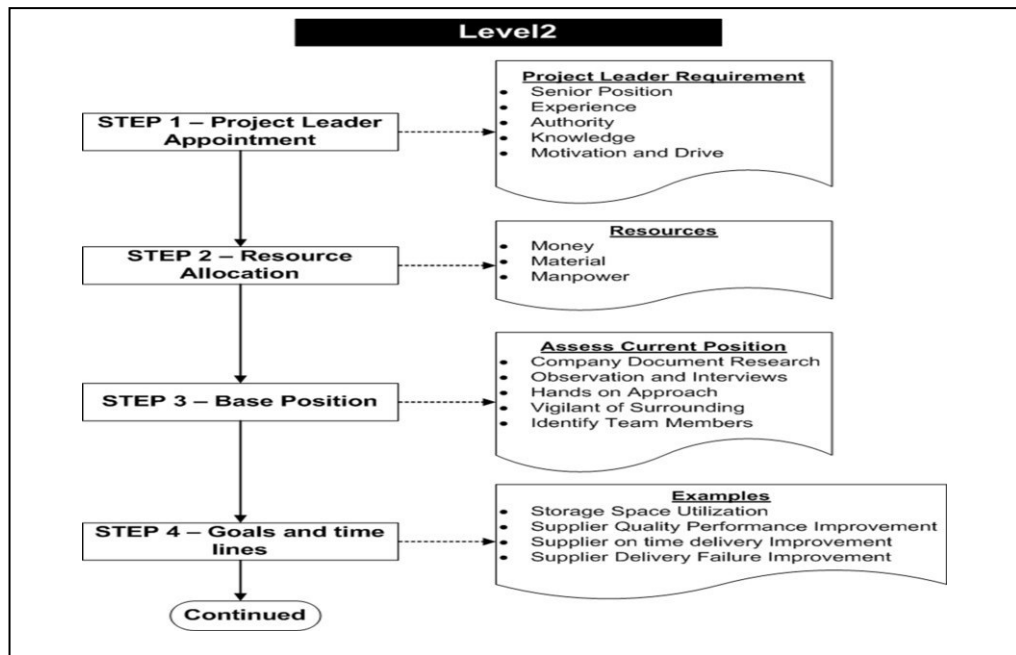 Level2
STEP 1 – Project Leader
Appointment
Project Leader Requirement
• Senior Position
• Experience
• Authority
• Knowledge
• Motivation and Drive
STEP 2 – Resource
Allocation
Resources
• Money
• Material
• Manpower
STEP 3 – Base Position
Assess Current Position
• Company Document Research
• Observation and Interviews
• Hands on Approach
• Vigilant of Surrounding
• Identify Team Members
STEP 4 – Goals and time
lines
Examples
• Storage Space Utilization
• Supplier Quality Performance Improvement
• Supplier on time delivery Improvement
• Supplier Delivery Failure Improvement
Continued